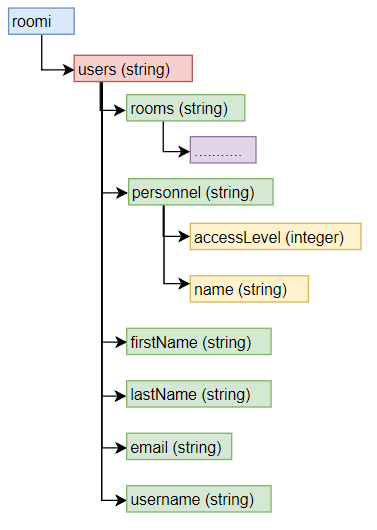 roomi
users (string)
rooms (string)
...........
personnel (string)
accessLevel (integer)
name (string)
firstName (string)
lastName (string)
email (string)
username (string)